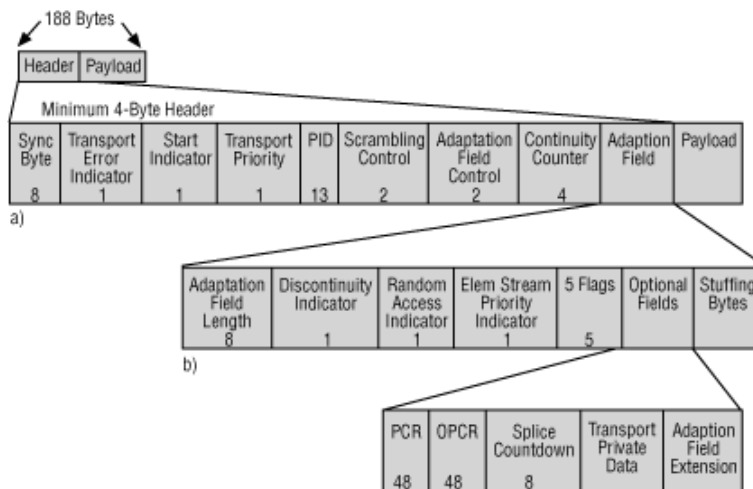 188 Bytes
Header
Payload
Minimum 4-Byte Header
Sync
Byte
8
Transport
Error
Indicator
1
Start
Indicator
1
Transport
Priority
1
PID
13
Scrambling
Control
2
Adaptation
Field
Control
2
Continuity
Counter
4
Adaption
Field
Payload
a)
Adaptation
Field
Length
8
Discontinuity
Indicator
1
Random
Access
Indicator
1
Elem Stream
Priority
Indicator
1
5 Flags
5
Optional
Fields
Stuffing
Bytes
b)
PCR
48
OPCR
48
Splice
Countdown
8
Transport
Private
Data
Adaption
Field
Extension